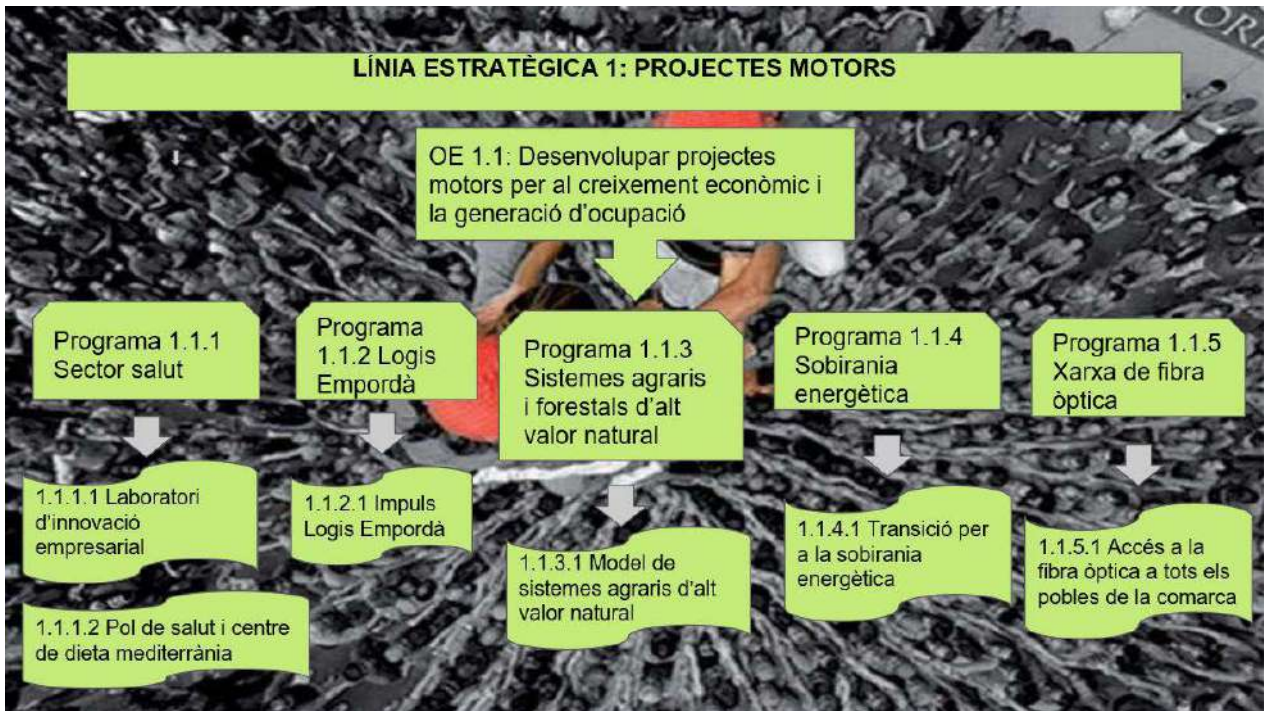 LÍNIA ESTRATÈGICA 1: PROJECTES MOTORS
OE 1.1: Desenvolupar projectes
motors per al creixement econòmic i
la generació d'ocupació
Programa 1.1.1
Sector salut
Programa
1.1.2 Logis
Empordà
Programa 1.1.3
Sistemes agraris
i forestals d'alt
valor natural
Programa 1.1.4
Sobirania
energètica
Programa 1.1.5
Xarxa de fibra
òptica
1.1.1.1 Laboratori
d'innovació
empresarial
1.1.1.2 Pol de salut i centre
de dieta mediterrània
1.1.2.1 Impuls
Logis Empordà
1.1.3.1 Model de
sistemes agraris d'alt
valor natural
1.1.4.1 Transició per
a la sobirania
energètica
1.1.5.1 Accés a la
fibra òptica a tots els
pobles de la comarca